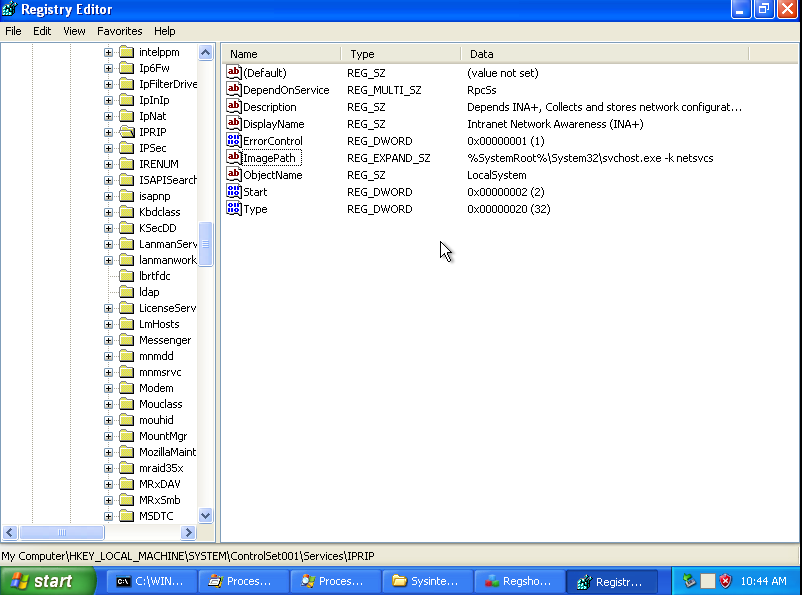 Registry Editor
File Edit View Favorites Help
intelppm
Ip6Fw
IpFilterDrive
IpInIp
IpNat
IPRIP
IPSec
IRENUM
ISAPISearch
isapnp
Kbdclass
KSecDD
LanmanServ
lanmanwork
lbrtfdc
ldap
LicenseServ
LmHosts
Messenger
mnmdd
mnmsrvc
Modem
Mouclass
mouhid
MountMgr
MozillaMaint
mraid35x
MRxDAV
MRxSmb
MSDTC
Name Type Data
(Default) REG_SZ (value not set)
DependOnService REG_MULTI_SZ RpcSs
Description REG_SZ Depends INA+, Collects and stores network configurat...
DisplayName REG_SZ Intranet Network Awareness (INA+)
ErrorControl REG_DWORD 0x00000001 (1)
ImagePath REG_EXPAND_SZ %SystemRoot%\System32\svchost.exe -k netsvcs
ObjectName REG_SZ LocalSystem
Start REG_DWORD 0x00000002 (2)
Type REG_DWORD 0x00000020 (32)
My Computer\HKEY_LOCAL_MACHINE\SYSTEM\ControlSet001\Services\IPRIP
start C:\WIN... Proces... Proces... Sysinte... Regsho... Registr... 10:44 AM